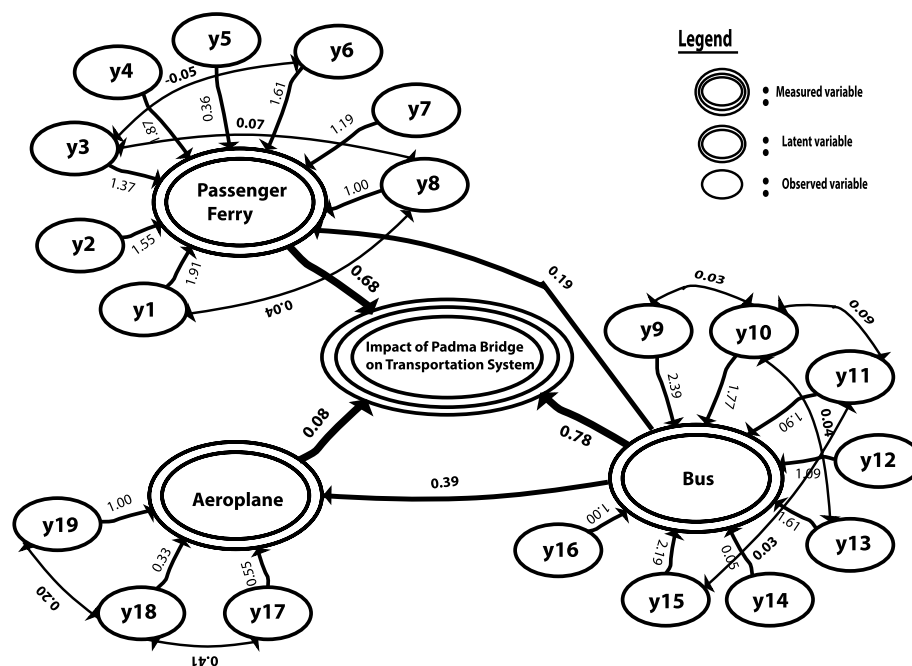 y5
y6
y4
-0.05
1.61
0.36
1.87
y7
1.19
0.07
y3
1.37
y8
1.00
Passenger
Ferry
y2
1.55
1.91
y1
0.04
0.68
0.19
Legend
: Measured variable
: Latent variable
: Observed variable
Impact of Padma Bridge
on Transportation System
0.03
y9
y10
0.09
y11
2.39
1.77
1.90
0.04
0.78
0.08
y12
1.09
Bus
0.39
Aeroplane
y19
1.00
1.61
y13
1.00
y16
2.19
0.05
0.03
y15
y14
0.33
0.55
0.20
y18
y17
0.41